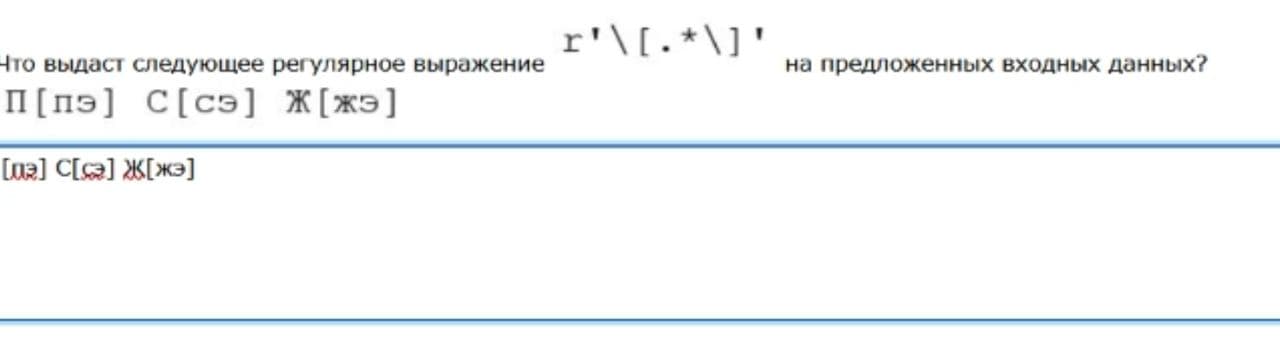 Что выдаст следующее регулярное выражение r'\[.*\]' на предложенных входных данных?
П[пэ] С[сэ] Ж[жэ]
[пэ] С[сэ] Ж[жэ]